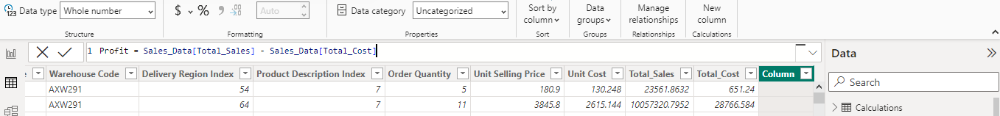 Data type Whole number
$ % Auto
Data category Uncategorized
Sort by column
Data groups
Manage relationships
New column
Structure Formatting Properties Sort Groups Relationships Calculations
1 Profit = Sales_Data[Total_Sales] - Sales_Data[Total_Cost]
Data
e Warehouse Code Delivery Region Index Product Description Index Order Quantity Unit Selling Price Unit Cost Total_Sales Total_Cost Column
Search
AXW291 54 7 5 180.9 130.248 23561.8632 651.24
AXW291 64 7 11 3845.8 2615.144 10057320.7952 28766.584
Calculations